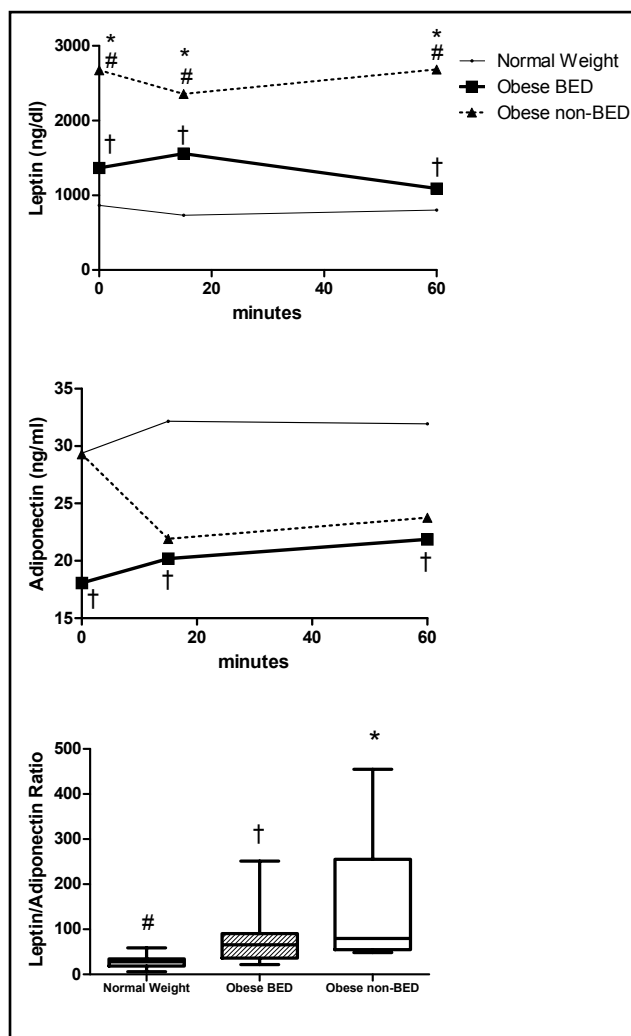 3000
2000
1000
0
Leptin (ng/dl)
*
#
*
#
*
#
†
†
†
0 20 40 60
minutes
Normal Weight
Obese BED
Obese non-BED
35
30
25
20
15
Adiponectin (ng/ml)
†
†
†
0 20 40 60
minutes
500
400
300
200
100
0
Leptin/Adiponectin Ratio
#
†
*
Normal Weight Obese BED Obese non-BED